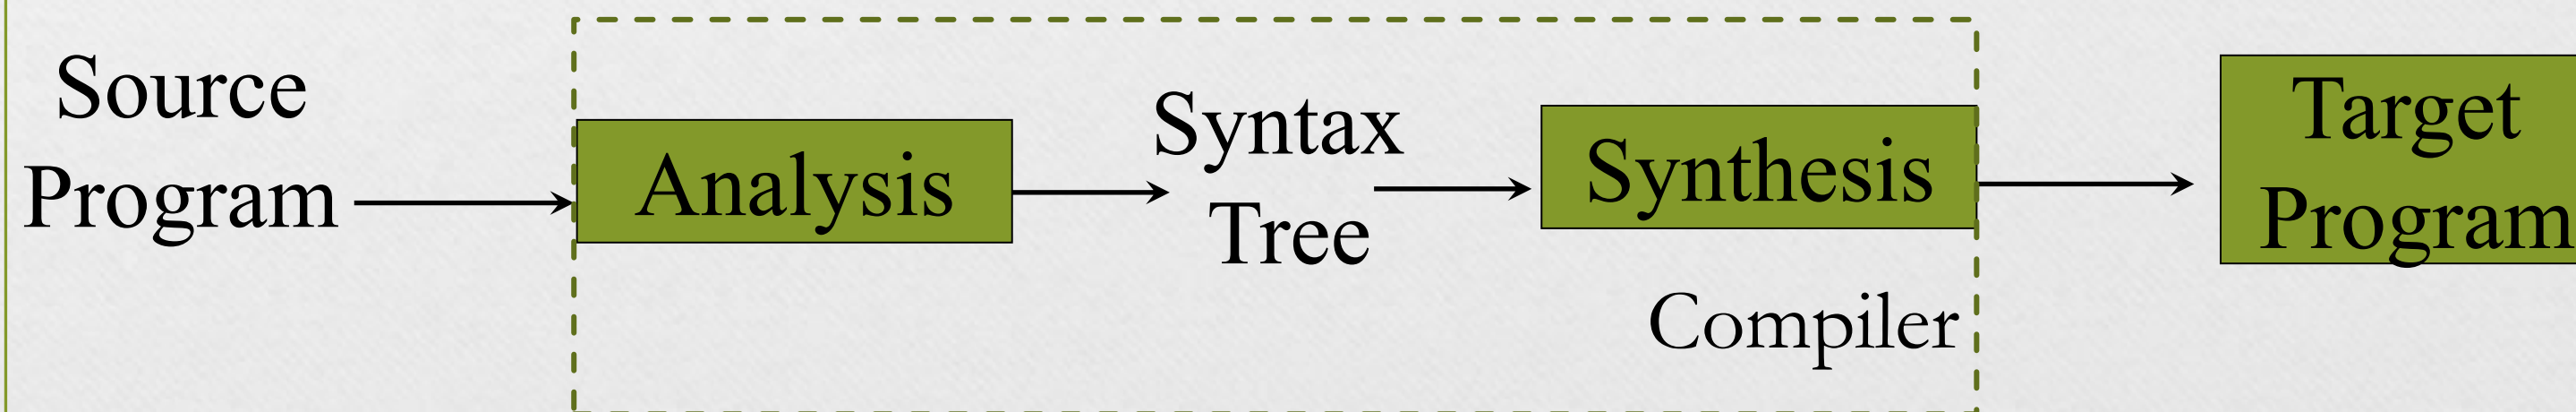 Source
Program
Analysis
Syntax
Tree
Synthesis
Compiler
Target
Program